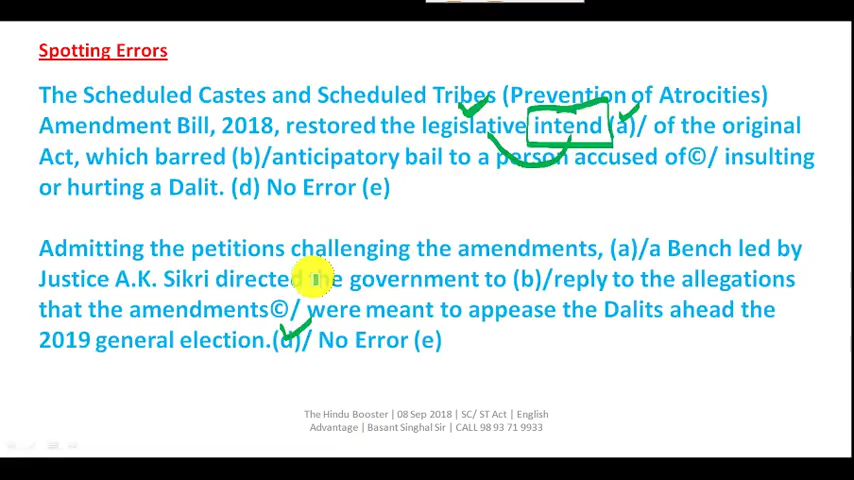 Spotting Errors
The Scheduled Castes and Scheduled Tribes (Prevention of Atrocities)
Amendment Bill, 2018, restored the legislative intend (a)/ of the original
Act, which barred (b)/anticipatory bail to a person accused of©/ insulting
or hurting a Dalit. (d) No Error (e)
Admitting the petitions challenging the amendments, (a)/a Bench led by
Justice A.K. Sikri directed the government to (b)/reply to the allegations
that the amendments©/ were meant to appease the Dalits ahead the
2019 general election.(d)/ No Error (e)
The Hindu Booster | 08 Sep 2018 | SC/ ST Act | English
Advantage | Basant Singhal Sir | CALL 98 93 71 9933